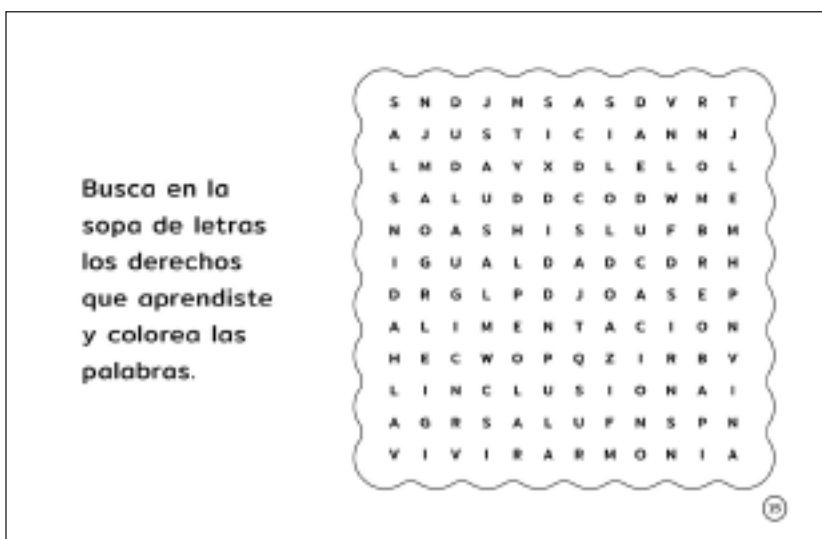 Busca en la
sopa de letras
los derechos
que aprendiste
y colorea las
palabras.
S N D J M S A S D V R T
A J U S T I C I A N N J
L M D A Y X D L E L O L
S A L U D D C O D W M E
N O A S H I S L U F B M
I G U A L D A D C D R H
D R G L P D J O A S E P
A L I M E N T A C I O N
H E C W O P Q Z I R B V
L I N C L U S I O N A I
A G R S A L U F N S P N
V I V I R A R M O N I A